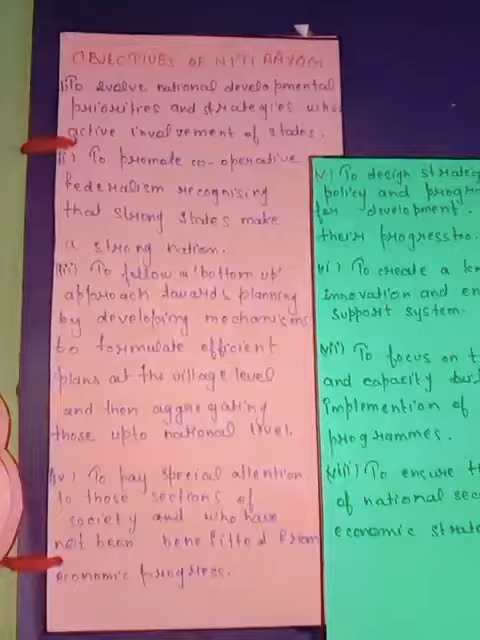 OBJECTIVES OF NITI AAYOG
i) To evolve national developmental
priorities and strategies
active involvement of states.
ii) To promote co-operative
Federalism recognising
that strong states make
a strong nation.
iii) To follow a 'bottom up'
approach towards planning
by developing mechanisms
to formulate efficient
plans at the village level
and then aggregating
those upto national level.
iv) To pay special attention
to those sections of
society and who have
not been benefitted from
economic progress.
v) To design
policy and
for development.
their progress too.
vi) To create a
innovation and
support system.
vii) To focus on
and capacity
implemention of
programmes.
viii) To ensure
of national
economic